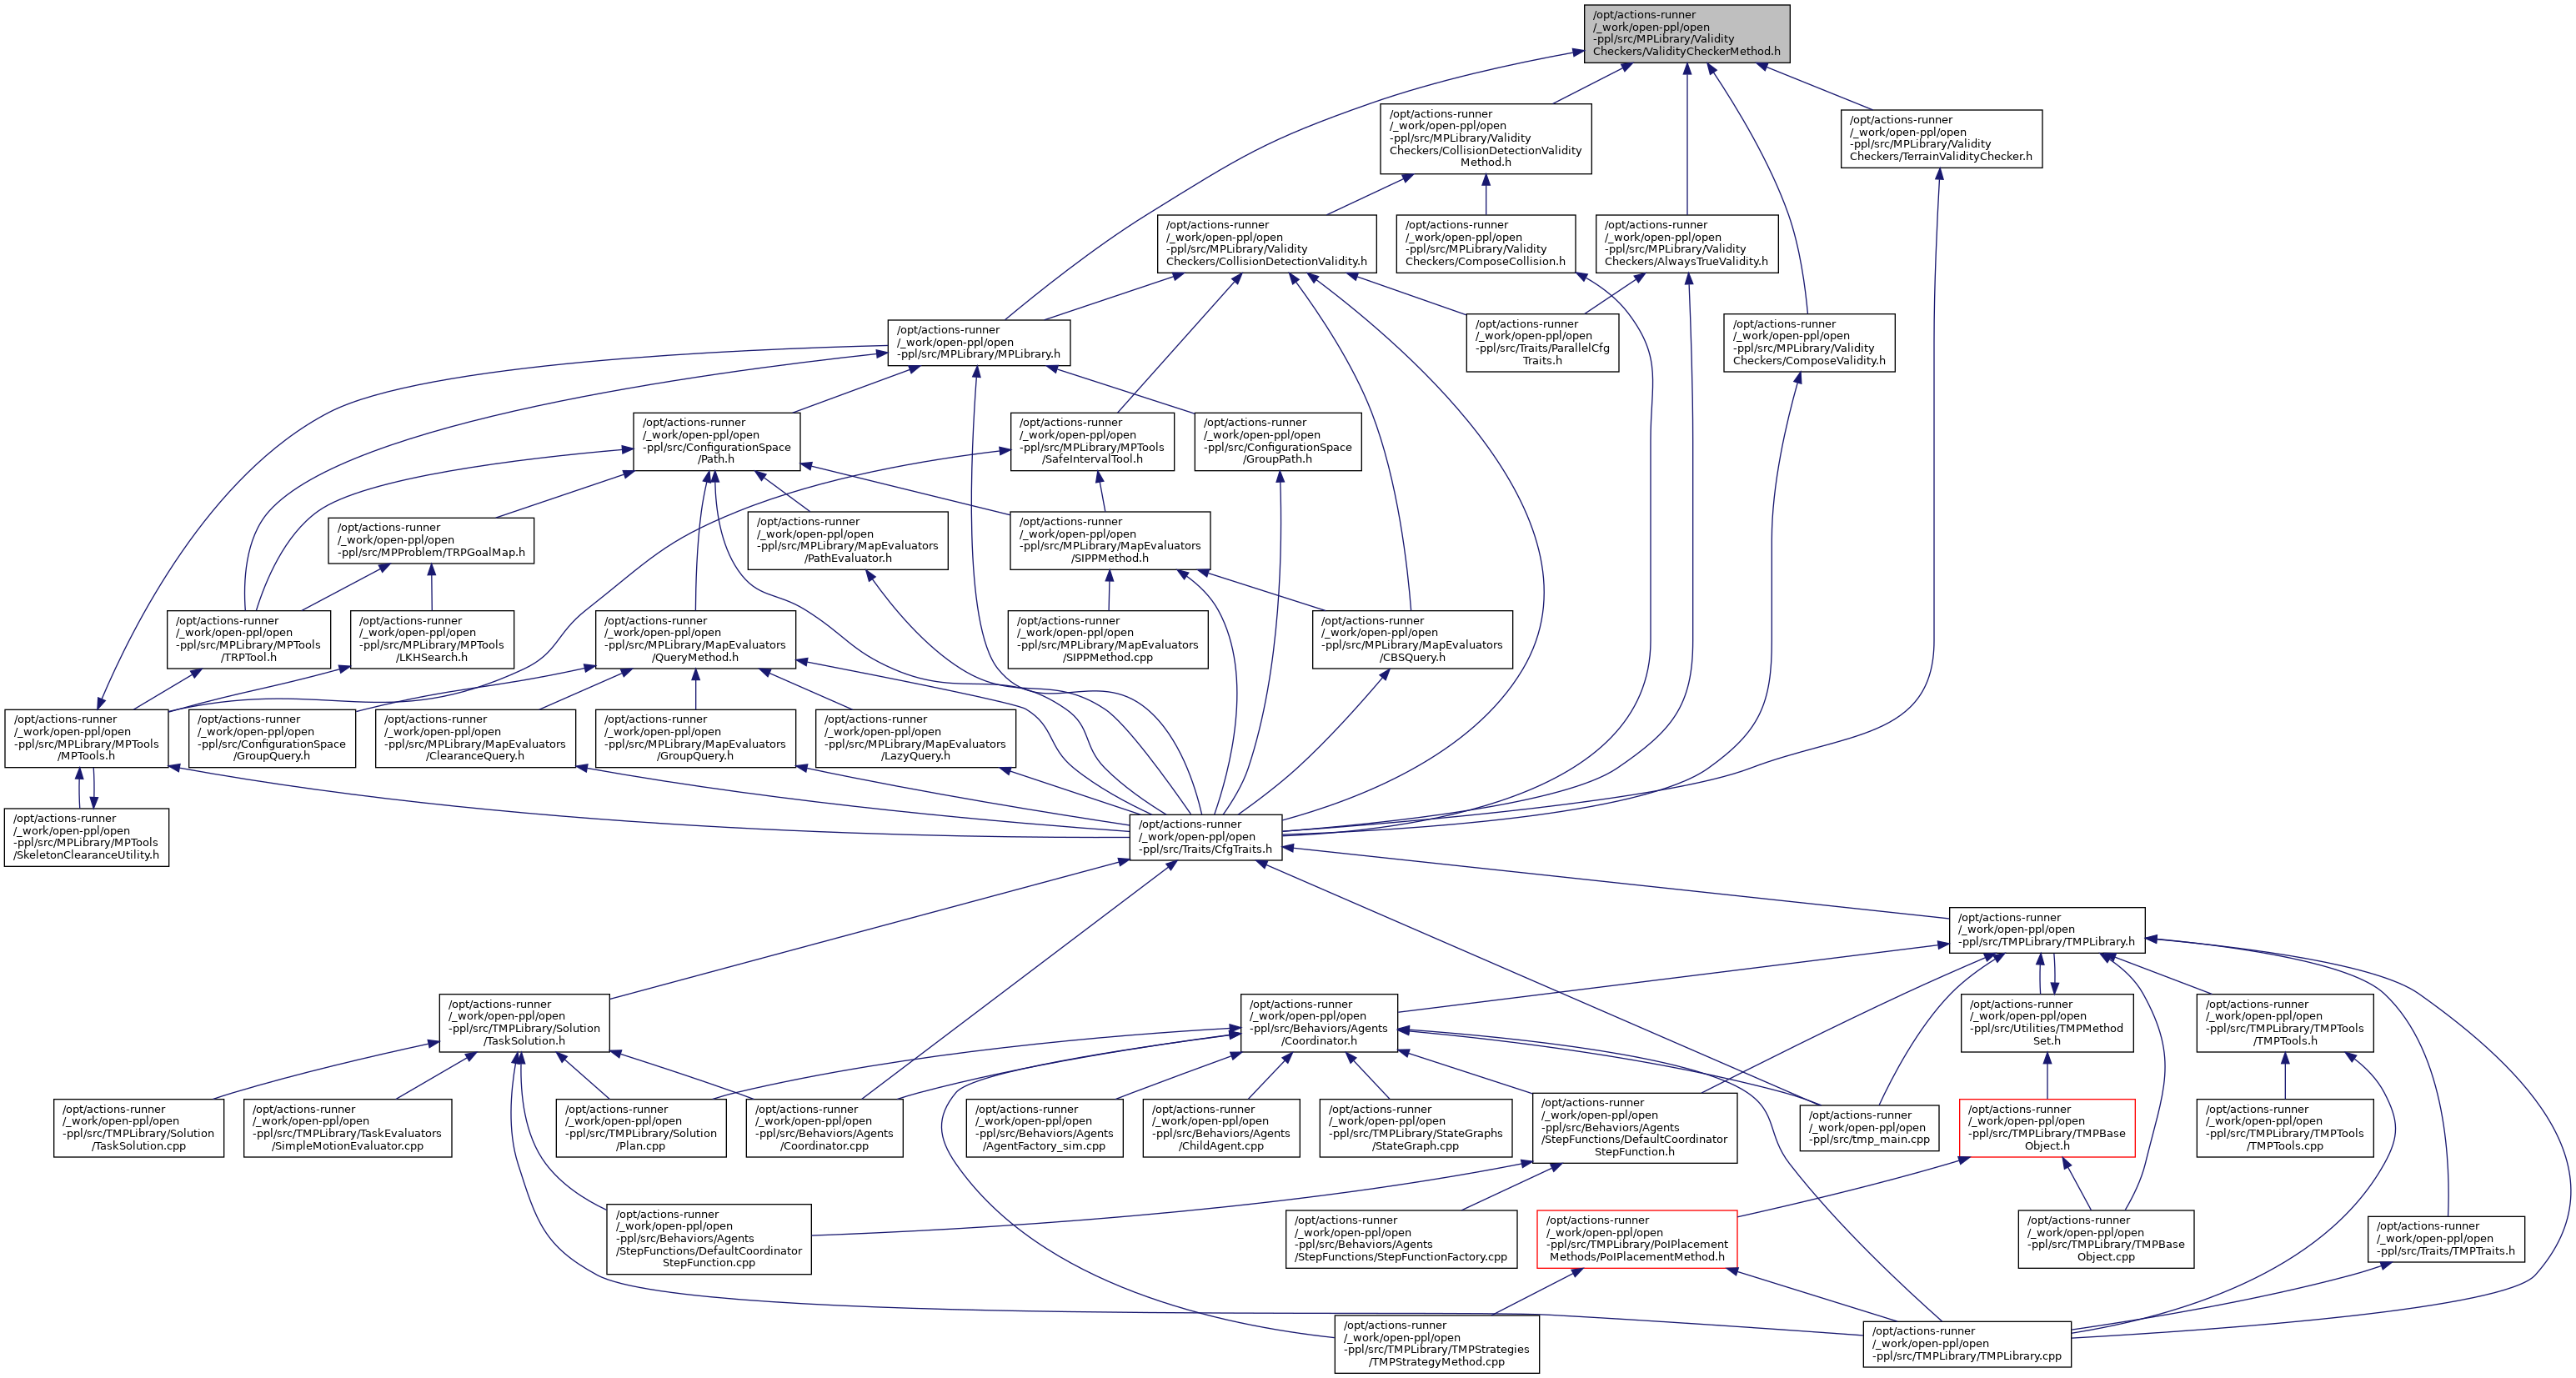 /opt/actions-runner
/_work/open-ppl/open
-ppl/src/MPLibrary/Validity
Checkers/ValidityCheckerMethod.h
/opt/actions-runner
/_work/open-ppl/open
-ppl/src/MPLibrary/Validity
Checkers/CollisionDetectionValidity
Method.h
/opt/actions-runner
/_work/open-ppl/open
-ppl/src/MPLibrary/Validity
Checkers/TerrainValidityChecker.h
/opt/actions-runner
/_work/open-ppl/open
-ppl/src/MPLibrary/Validity
Checkers/CollisionDetectionValidity.h
/opt/actions-runner
/_work/open-ppl/open
-ppl/src/MPLibrary/Validity
Checkers/ComposeCollision.h
/opt/actions-runner
/_work/open-ppl/open
-ppl/src/MPLibrary/Validity
Checkers/AlwaysTrueValidity.h
/opt/actions-runner
/_work/open-ppl/open
-ppl/src/MPLibrary/MPLibrary.h
/opt/actions-runner
/_work/open-ppl/open
-ppl/src/Traits/ParallelCfg
Traits.h
/opt/actions-runner
/_work/open-ppl/open
-ppl/src/MPLibrary/Validity
Checkers/ComposeValidity.h
/opt/actions-runner
/_work/open-ppl/open
-ppl/src/ConfigurationSpace
/Path.h
/opt/actions-runner
/_work/open-ppl/open
-ppl/src/MPLibrary/MPTools
/SafeIntervalTool.h
/opt/actions-runner
/_work/open-ppl/open
-ppl/src/ConfigurationSpace
/GroupPath.h
/opt/actions-runner
/_work/open-ppl/open
-ppl/src/MPProblem/TRPGoalMap.h
/opt/actions-runner
/_work/open-ppl/open
-ppl/src/MPLibrary/MapEvaluators
/PathEvaluator.h
/opt/actions-runner
/_work/open-ppl/open
-ppl/src/MPLibrary/MapEvaluators
/SIPPMethod.h
/opt/actions-runner
/_work/open-ppl/open
-ppl/src/MPLibrary/MPTools
/TRPTool.h
/opt/actions-runner
/_work/open-ppl/open
-ppl/src/MPLibrary/MPTools
/LKHSearch.h
/opt/actions-runner
/_work/open-ppl/open
-ppl/src/MPLibrary/MapEvaluators
/QueryMethod.h
/opt/actions-runner
/_work/open-ppl/open
-ppl/src/MPLibrary/MapEvaluators
/SIPPMethod.cpp
/opt/actions-runner
/_work/open-ppl/open
-ppl/src/MPLibrary/MapEvaluators
/CBSQuery.h
/opt/actions-runner
/_work/open-ppl/open
-ppl/src/MPLibrary/MPTools
/MPTools.h
/opt/actions-runner
/_work/open-ppl/open
-ppl/src/ConfigurationSpace
/GroupQuery.h
/opt/actions-runner
/_work/open-ppl/open
-ppl/src/MPLibrary/MapEvaluators
/ClearanceQuery.h
/opt/actions-runner
/_work/open-ppl/open
-ppl/src/MPLibrary/MapEvaluators
/GroupQuery.h
/opt/actions-runner
/_work/open-ppl/open
-ppl/src/MPLibrary/MapEvaluators
/LazyQuery.h
/opt/actions-runner
/_work/open-ppl/open
-ppl/src/MPLibrary/MPTools
/SkeletonClearanceUtility.h
/opt/actions-runner
/_work/open-ppl/open
-ppl/src/Traits/CfgTraits.h
/opt/actions-runner
/_work/open-ppl/open
-ppl/src/TMPLibrary/TMPLibrary.h
/opt/actions-runner
/_work/open-ppl/open
-ppl/src/TMPLibrary/Solution
/TaskSolution.h
/opt/actions-runner
/_work/open-ppl/open
-ppl/src/Behaviors/Agents
/Coordinator.h
/opt/actions-runner
/_work/open-ppl/open
-ppl/src/Utilities/TMPMethod
Set.h
/opt/actions-runner
/_work/open-ppl/open
-ppl/src/TMPLibrary/TMPTools
/TMPTools.h
/opt/actions-runner
/_work/open-ppl/open
-ppl/src/TMPLibrary/Solution
/TaskSolution.cpp
/opt/actions-runner
/_work/open-ppl/open
-ppl/src/TMPLibrary/TaskEvaluators
/SimpleMotionEvaluator.cpp
/opt/actions-runner
/_work/open-ppl/open
-ppl/src/TMPLibrary/Solution
/Plan.cpp
/opt/actions-runner
/_work/open-ppl/open
-ppl/src/Behaviors/Agents
/Coordinator.cpp
/opt/actions-runner
/_work/open-ppl/open
-ppl/src/Behaviors/Agents
/AgentFactory_sim.cpp
/opt/actions-runner
/_work/open-ppl/open
-ppl/src/Behaviors/Agents
/ChildAgent.cpp
/opt/actions-runner
/_work/open-ppl/open
-ppl/src/TMPLibrary/StateGraphs
/StateGraph.cpp
/opt/actions-runner
/_work/open-ppl/open
-ppl/src/Behaviors/Agents
/StepFunctions/DefaultCoordinator
StepFunction.h
/opt/actions-runner
/_work/open-ppl/open
-ppl/src/tmp_main.cpp
/opt/actions-runner
/_work/open-ppl/open
-ppl/src/TMPLibrary/TMPBase
Object.h
/opt/actions-runner
/_work/open-ppl/open
-ppl/src/TMPLibrary/TMPTools
/TMPTools.cpp
/opt/actions-runner
/_work/open-ppl/open
-ppl/src/Behaviors/Agents
/StepFunctions/DefaultCoordinator
StepFunction.cpp
/opt/actions-runner
/_work/open-ppl/open
-ppl/src/Behaviors/Agents
/StepFunctions/StepFunctionFactory.cpp
/opt/actions-runner
/_work/open-ppl/open
-ppl/src/TMPLibrary/PoIPlacement
Methods/PoIPlacementMethod.h
/opt/actions-runner
/_work/open-ppl/open
-ppl/src/TMPLibrary/TMPBase
Object.cpp
/opt/actions-runner
/_work/open-ppl/open
-ppl/src/Traits/TMPTraits.h
/opt/actions-runner
/_work/open-ppl/open
-ppl/src/TMPLibrary/TMPStrategies
/TMPStrategyMethod.cpp
/opt/actions-runner
/_work/open-ppl/open
-ppl/src/TMPLibrary/TMPLibrary.cpp